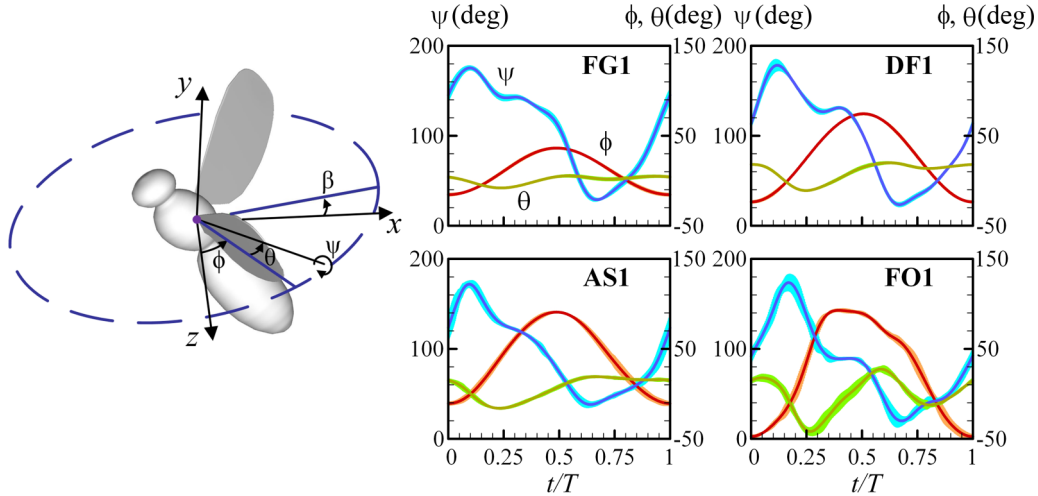 ψ (deg) ϕ, θ(deg) ψ (deg) ϕ, θ(deg)
200 150 200 150
FG1 DF1
ψ
100 50 100 50
ϕ
θ
0 -50 0 -50
y
β
x
ϕ θ ψ
z
200 150 200 150
AS1 FO1
100 50 100 50
0 -50 0 -50
0 0.25 0.5 0.75 1 0 0.25 0.5 0.75 1
t/T t/T